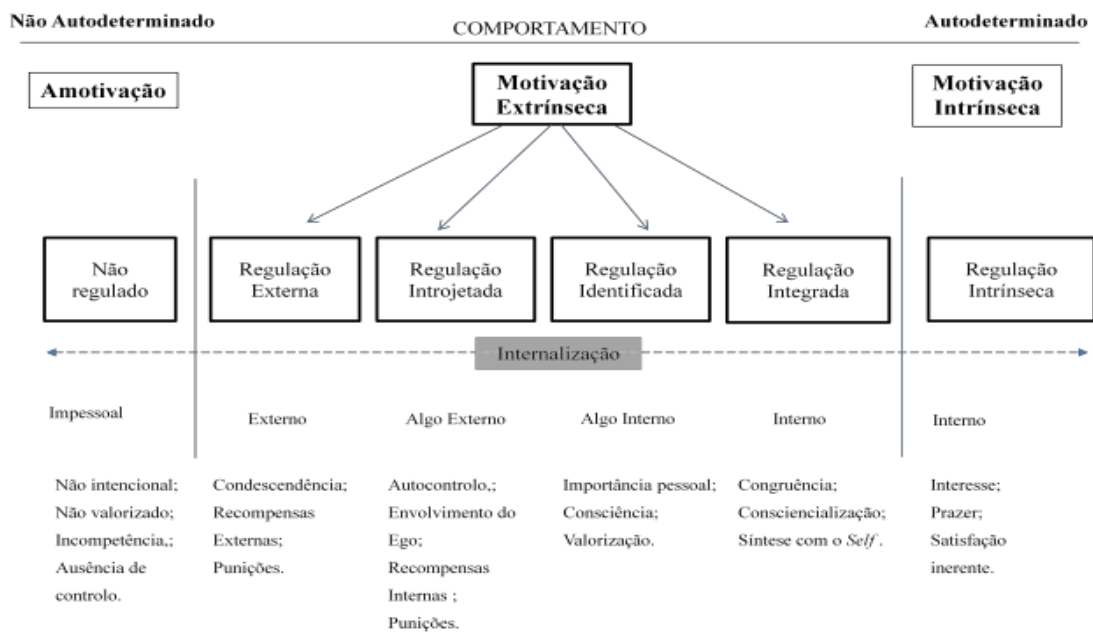 Não Autodeterminado
COMPORTAMENTO
Autodeterminado
Amotivação
Motivação
Extrínseca
Motivação
Intrínseca
Não
regulado
Regulação
Externa
Regulação
Introjetada
Regulação
Identificada
Regulação
Integrada
Regulação
Intrínseca
Internalização
Impessoal
Externo
Algo Externo
Algo Interno
Interno
Interno
Não intencional;
Não valorizado;
Incompetência,;
Ausência de
controlo.
Condescendência;
Recompensas
Externas;
Punições.
Autocontrolo,;
Envolvimento do
Ego;
Recompensas
Internas ;
Punições.
Importância pessoal;
Consciência;
Valorização.
Congruência;
Consciencialização;
Síntese com o Self .
Interesse;
Prazer;
Satisfação
inerente.